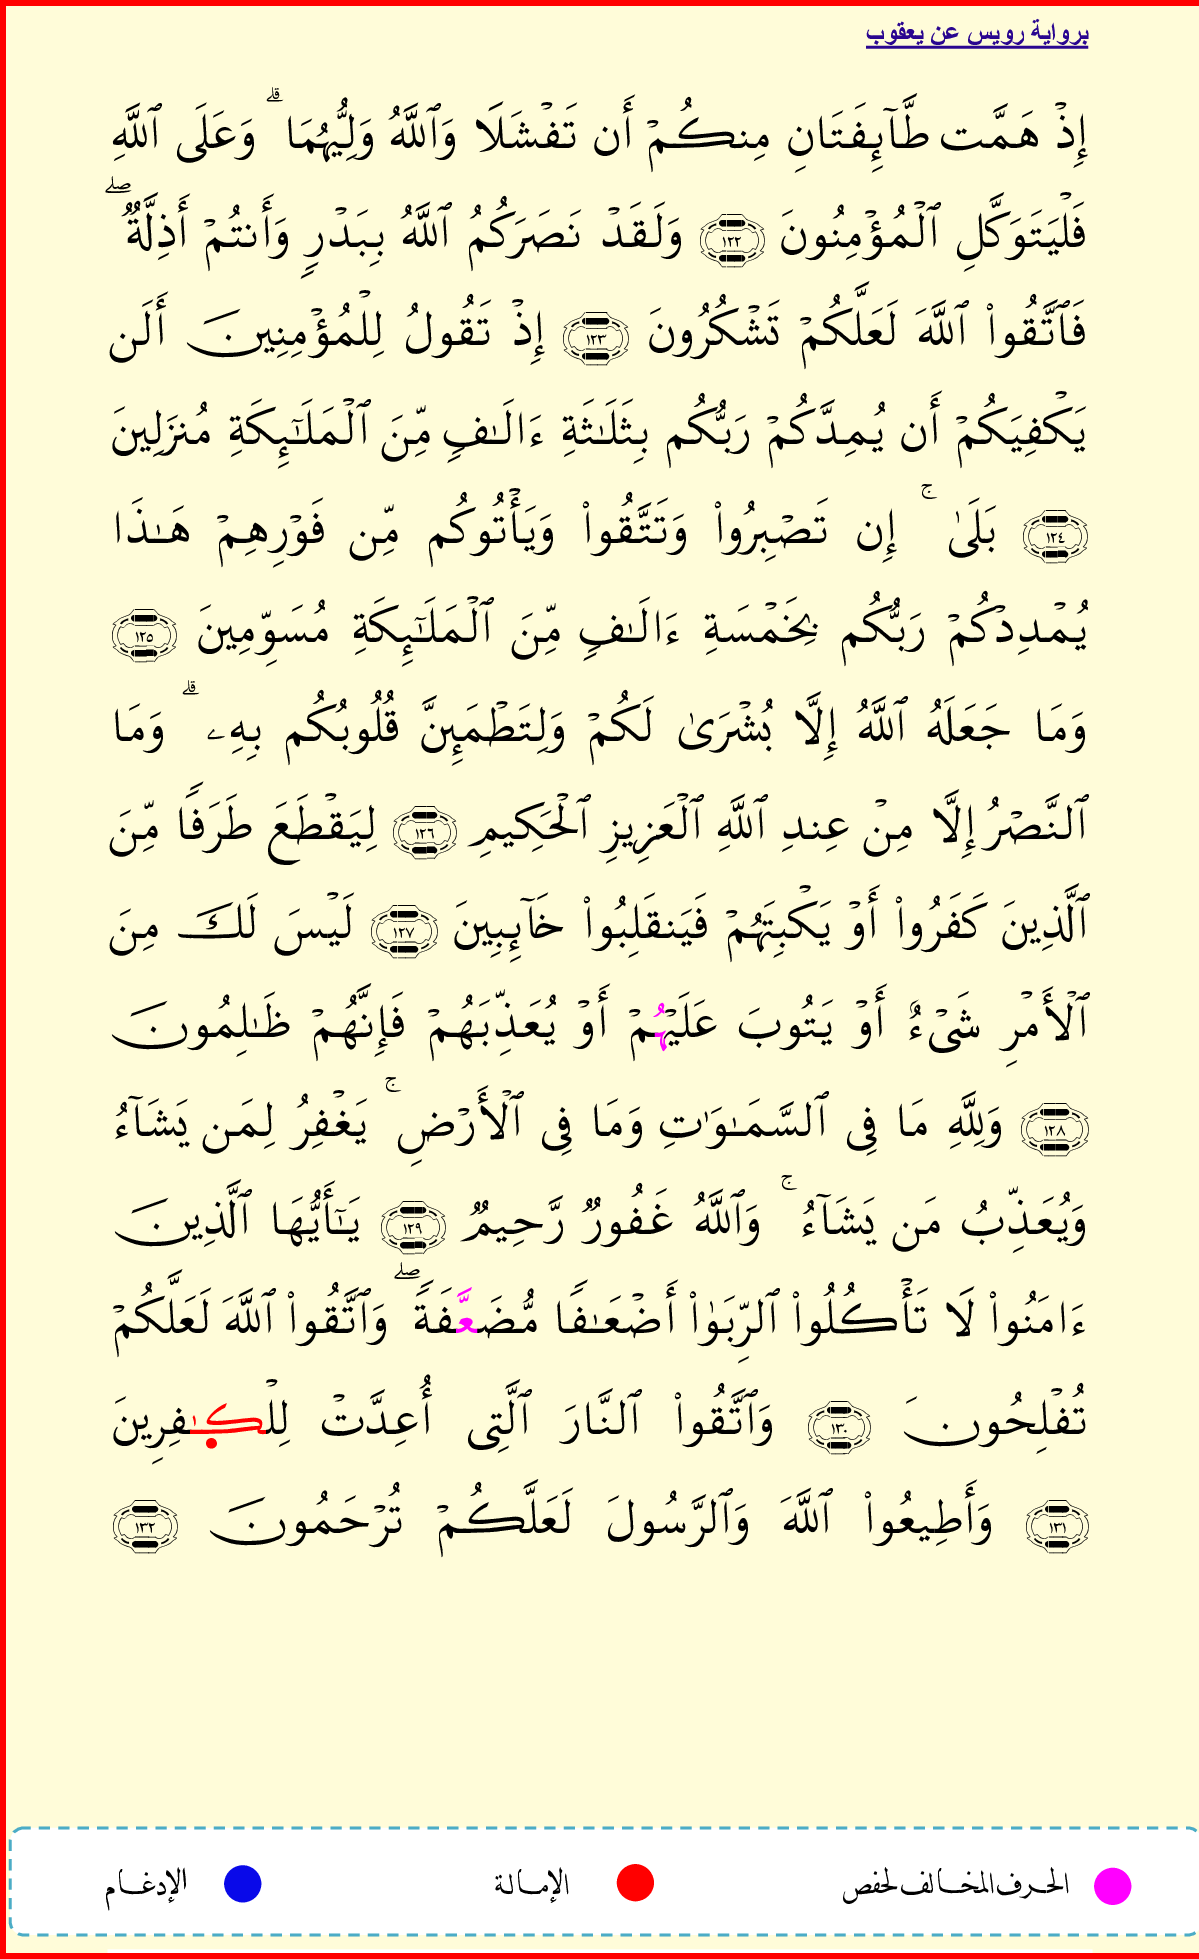 برواية رويس عن يعقوب
إِذۡ هَمَّت طَّآئِفَتَانِ مِنكُمۡ أَن تَفۡشَلَا وَٱللَّهُ وَلِيُّهُمَاۗ وَعَلَى ٱللَّهِ
فَلۡيَتَوَكَّلِ ٱلۡمُؤۡمِنُونَ ١٢٢ وَلَقَدۡ نَصَرَكُمُ ٱللَّهُ بِبَدۡرٖ وَأَنتُمۡ أَذِلَّةٞۖ
فَٱتَّقُواْ ٱللَّهَ لَعَلَّكُمۡ تَشۡكُرُونَ ١٢٣ إِذۡ تَقُولُ لِلۡمُؤۡمِنِينَ أَلَن
يَكۡفِيَكُمۡ أَن يُمِدَّكُمۡ رَبُّكُم بِثَلَٰثَةِ ءَالَٰفٖ مِّنَ ٱلۡمَلَٰٓئِكَةِ مُنزَلِينَ
١٢٤ بَلَىٰۚ إِن تَصۡبِرُواْ وَتَتَّقُواْ وَيَأۡتُوكُم مِّن فَوۡرِهِمۡ هَٰذَا
يُمۡدِدۡكُمۡ رَبُّكُم بِخَمۡسَةِ ءَالَٰفٖ مِّنَ ٱلۡمَلَٰٓئِكَةِ مُسَوِّمِينَ ١٢٥
وَمَا جَعَلَهُ ٱللَّهُ إِلَّا بُشۡرَىٰ لَكُمۡ وَلِتَطۡمَئِنَّ قُلُوبُكُم بِهِۦۗ وَمَا
ٱلنَّصۡرُ إِلَّا مِنۡ عِندِ ٱللَّهِ ٱلۡعَزِيزِ ٱلۡحَكِيمِ ١٢٦ لِيَقۡطَعَ طَرَفٗا مِّنَ
ٱلَّذِينَ كَفَرُواْ أَوۡ يَكۡبِتَهُمۡ فَيَنقَلِبُواْ خَآئِبِينَ ١٢٧ لَيۡسَ لَكَ مِنَ
ٱلۡأَمۡرِ شَيۡءٌ أَوۡ يَتُوبَ عَلَيۡهُمۡ أَوۡ يُعَذِّبَهُمۡ فَإِنَّهُمۡ ظَٰلِمُونَ
١٢٨ وَلِلَّهِ مَا فِي ٱلسَّمَٰوَٰتِ وَمَا فِي ٱلۡأَرۡضِۚ يَغۡفِرُ لِمَن يَشَآءُ
وَيُعَذِّبُ مَن يَشَآءُۚ وَٱللَّهُ غَفُورٞ رَّحِيمٞ ١٢٩ يَٰٓأَيُّهَا ٱلَّذِينَ
ءَامَنُواْ لَا تَأۡكُلُواْ ٱلرِّبَوٰٓاْ أَضۡعَٰفٗا مُّضَعَّفَةٗۖ وَٱتَّقُواْ ٱللَّهَ لَعَلَّكُمۡ
تُفۡلِحُونَ ١٣٠ وَٱتَّقُواْ ٱلنَّارَ ٱلَّتِي أُعِدَّتۡ لِلۡكَٰفِرِينَ
١٣١ وَأَطِيعُواْ ٱللَّهَ وَٱلرَّسُولَ لَعَلَّكُمۡ تُرۡحَمُونَ ١٣٢
الحرف المخالف لحفص الإمالة الإدغام